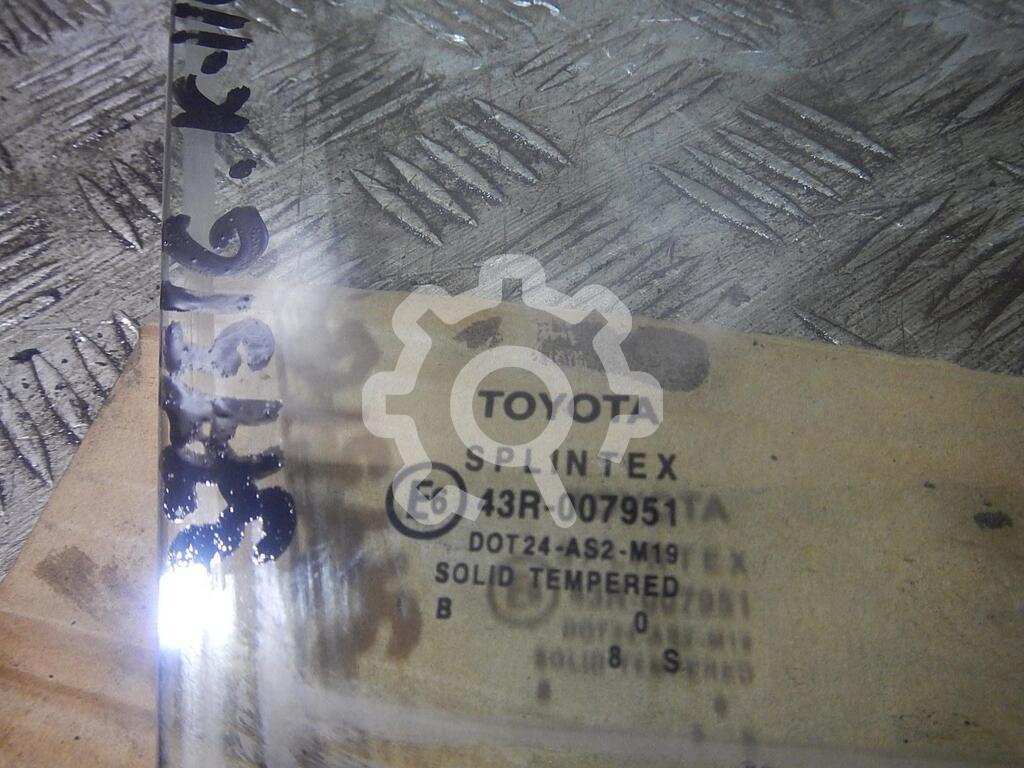 TOYOTA
SPLINTEX
E6 43R-007951
DOT24-AS2-M19
SOLID TEMPERED
B 0
8 S